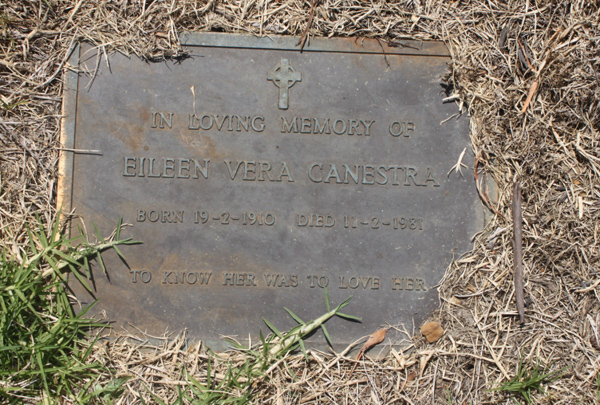 IN LOVING MEMORY OF
EILEEN VERA CANESTRA
BORN 19-2-1910 DIED 11-2-1981
TO KNOW HER WAS TO LOVE HER